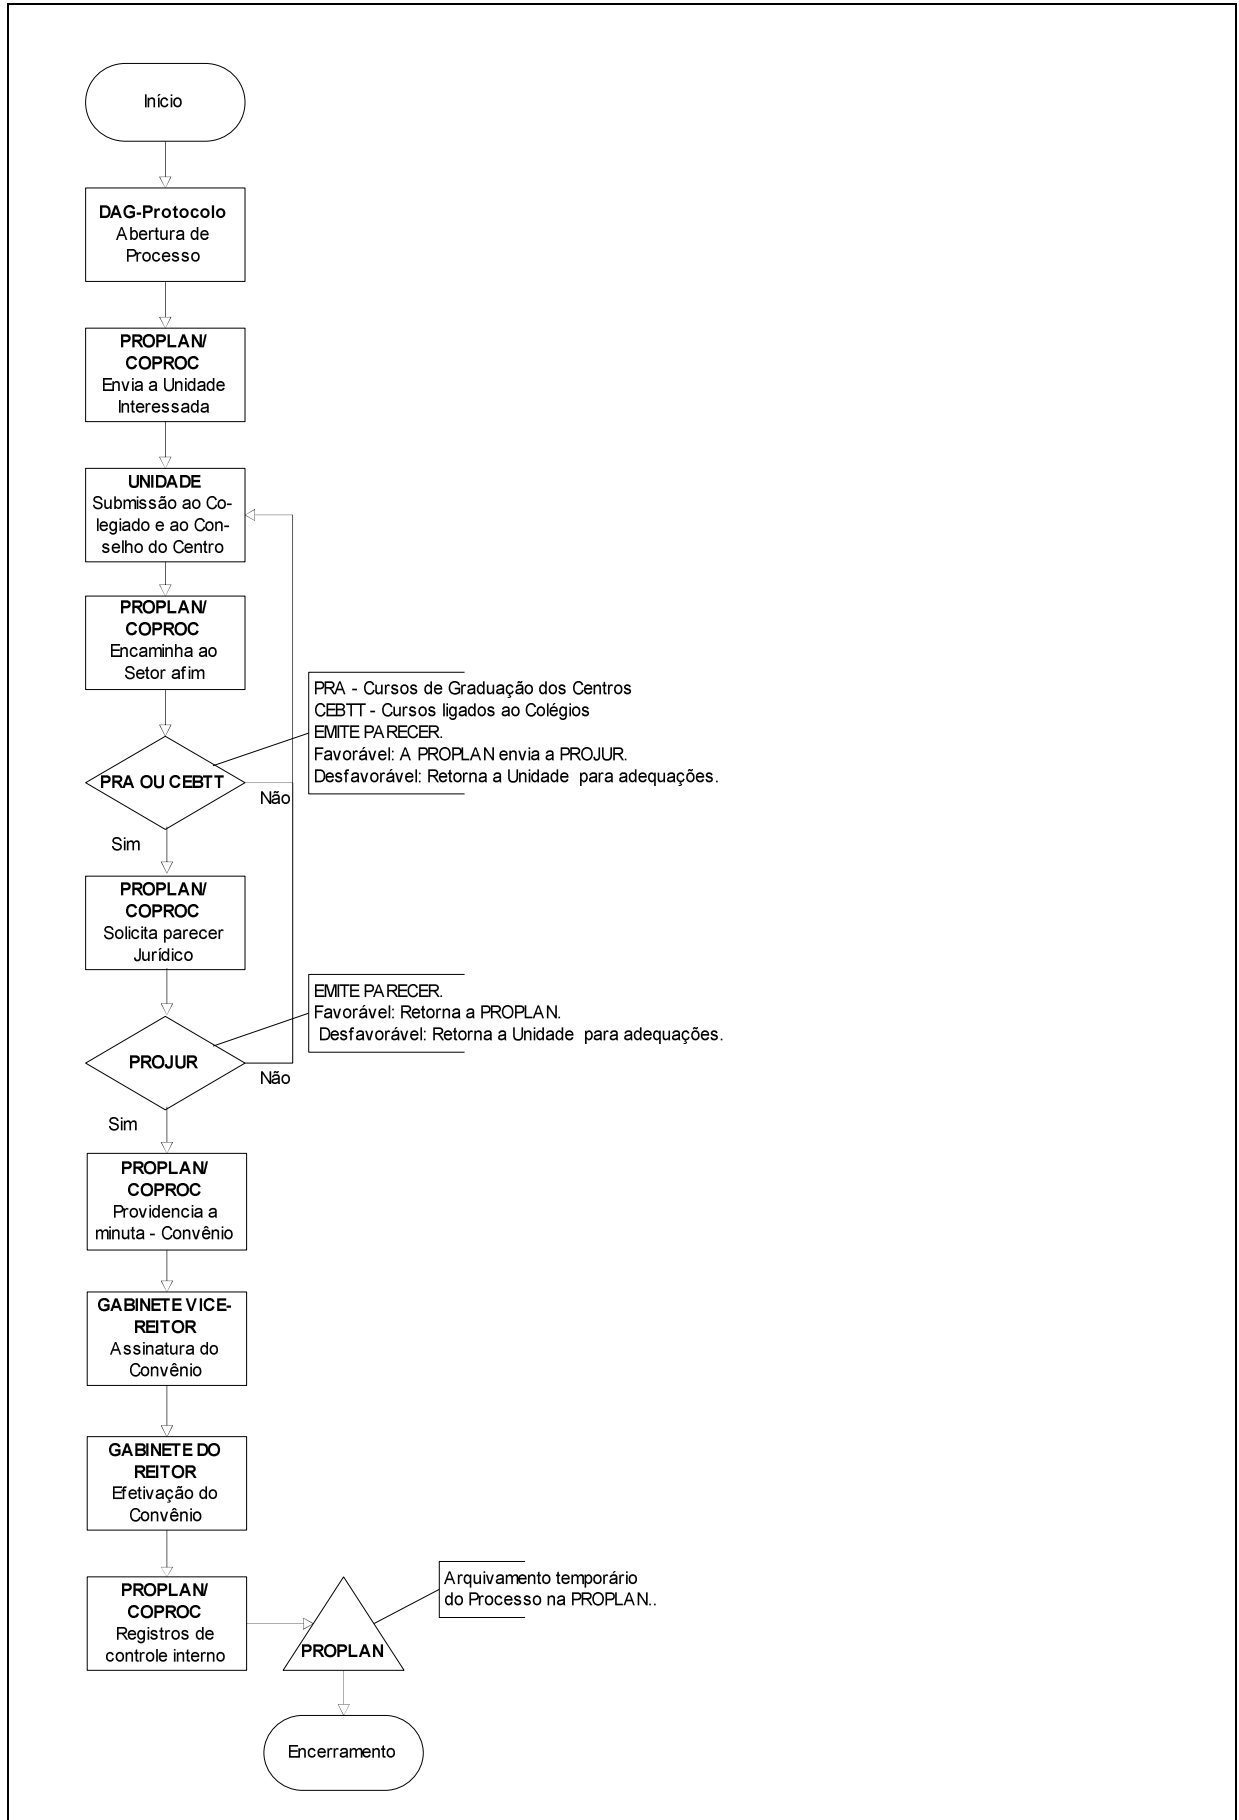 Início
DAG-Protocolo
Abertura de
Processo
PROPLAN/
COPROC
Envia a Unidade
Interessada
UNIDADE
Submissão ao Co-
legiado e ao Con-
selho do Centro
PROPLAN/
COPROC
Encaminha ao
Setor afim
PRA - Cursos de Graduação dos Centros
CEBTT - Cursos ligados ao Colégios
EMITE PARECER.
Favorável: A PROPLAN envia a PROJUR.
Desfavorável: Retorna a Unidade para adequações.
PRA OU CEBTT
Não
Sim
PROPLAN/
COPROC
Solicita parecer
Jurídico
EMITE PARECER.
Favorável: Retorna a PROPLAN.
Desfavorável: Retorna a Unidade para adequações.
PROJUR
Não
Sim
PROPLAN/
COPROC
Providencia a
minuta - Convênio
GABINETE VICE-
REITOR
Assinatura do
Convênio
GABINETE DO
REITOR
Efetivação do
Convênio
PROPLAN/
COPROC
Registros de
controle interno
Arquivamento temporário
do Processo na PROPLAN..
PROPLAN
Encerramento